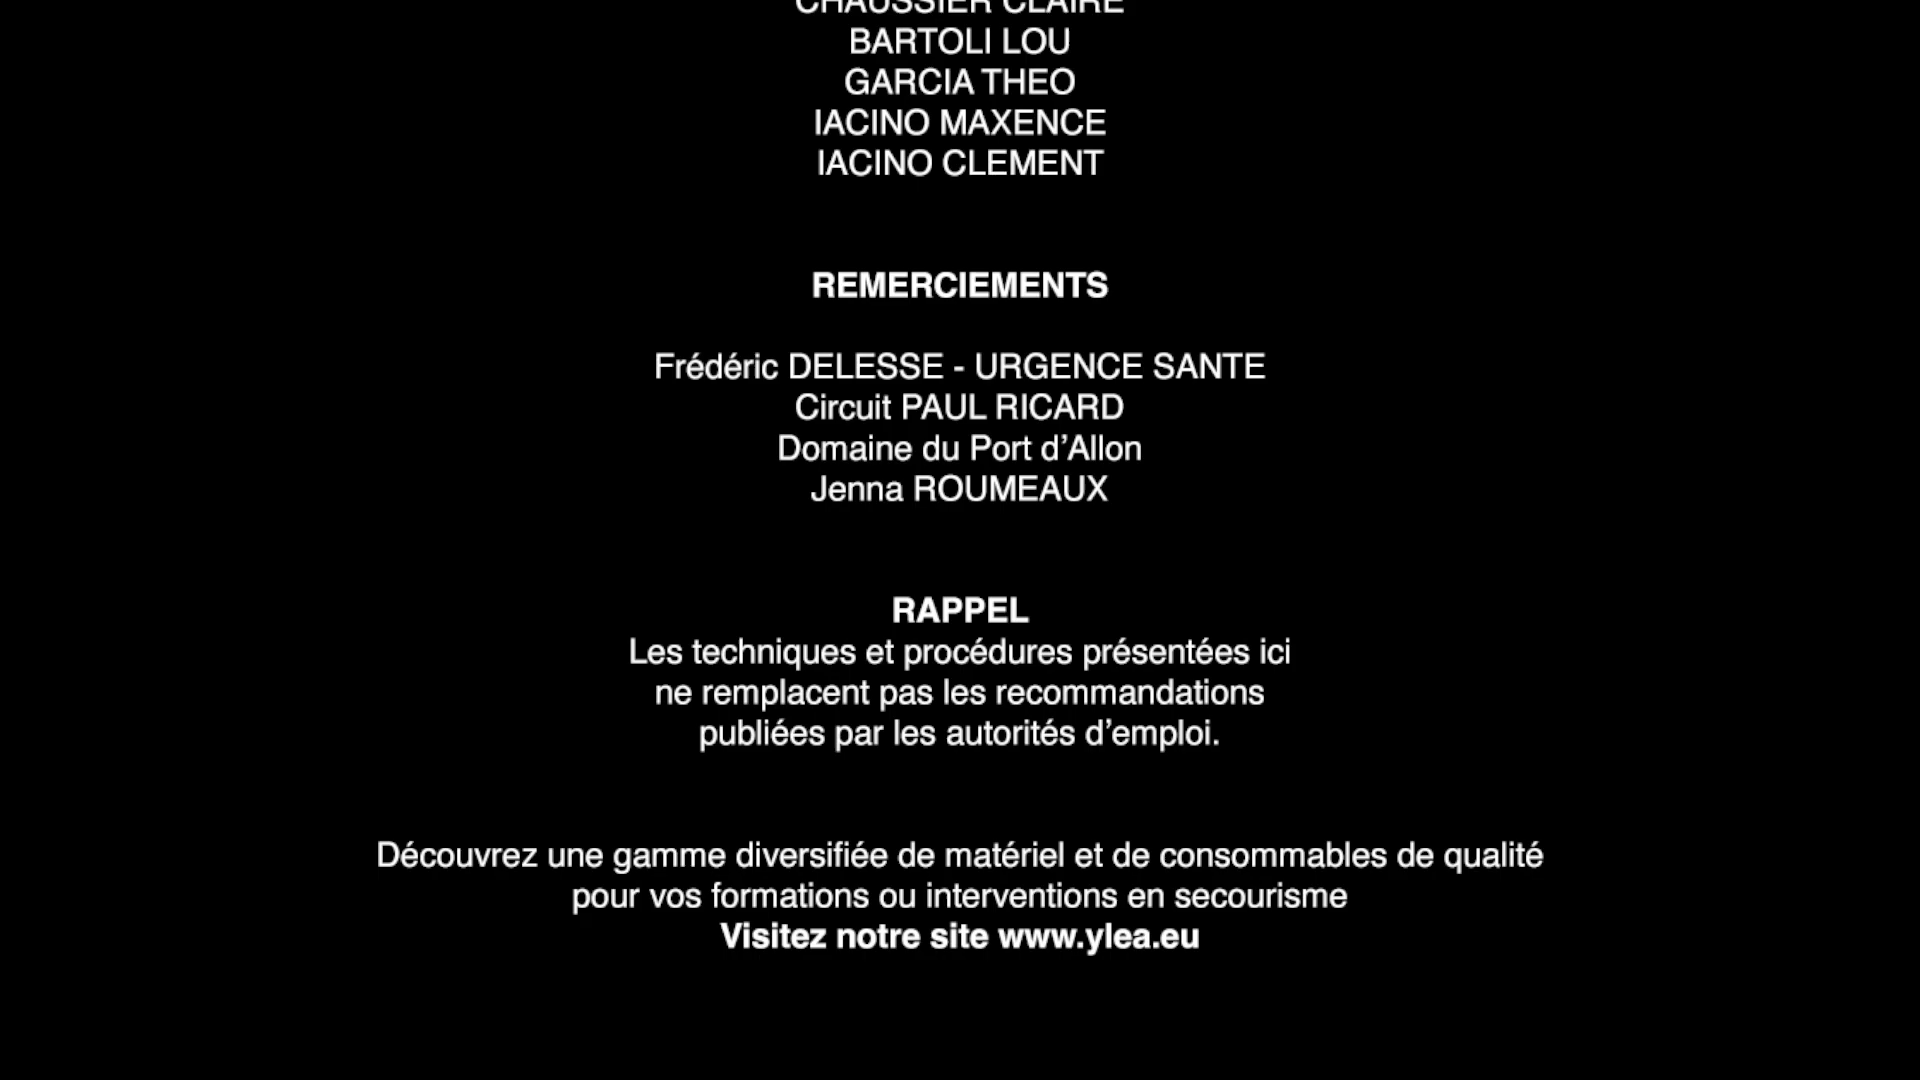 CHAUSSIER CLAIRE
BARTOLI LOU
GARCIA THEO
IACINO MAXENCE
IACINO CLEMENT
REMERCIEMENTS
Frédéric DELESSE - URGENCE SANTE
Circuit PAUL RICARD
Domaine du Port d’Allon
Jenna ROUMEAUX
RAPPEL
Les techniques et procédures présentées ici
ne remplacent pas les recommandations
publiées par les autorités d’emploi.
Découvrez une gamme diversifiée de matériel et de consommables de qualité
pour vos formations ou interventions en secourisme
Visitez notre site www.ylea.eu